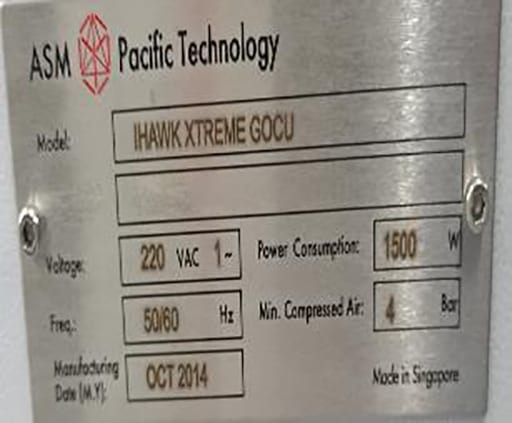 ASM Pacific Technology
Model: IHAWK XTREME GOCU
Voltage: 220 VAC 1~ Power Consumption: 1500 W
Freq.: 50/60 Hz Min. Compressed Air: 4 Bar
Manufacturing
Date (M.Y): OCT 2014
Made in Singapore